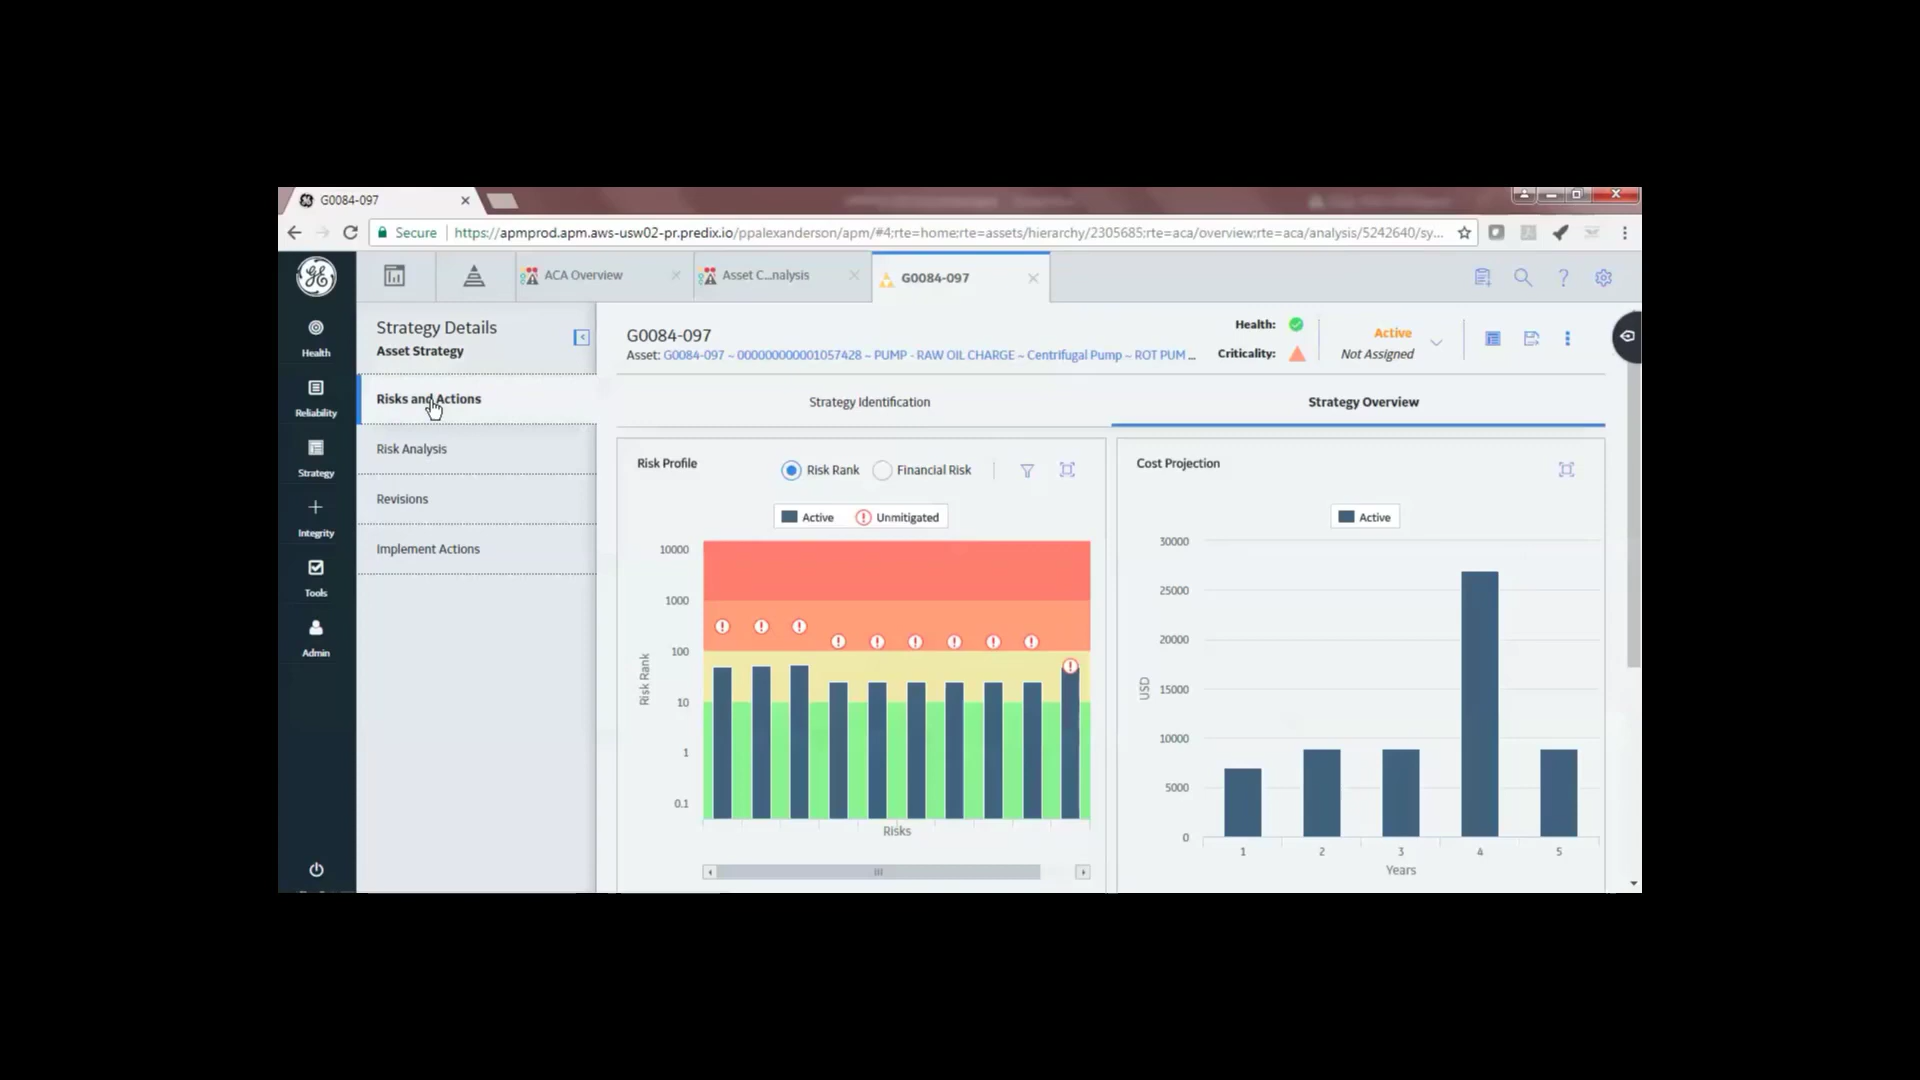 G0084-097
Secure
https://apmprod.apm.aws-usw02-pr.predix.io/ppalexanderson/apm/#4;rte=home;rte=assets/hierarchy/2305685;rte=aca/overview;rte=aca/analysis/5242640/sy...
ACA Overview
Asset C...nalysis
G0084-097
Health
Reliability
Strategy
Integrity
Tools
Admin
Strategy Details
Asset Strategy
Risks and Actions
Risk Analysis
Revisions
Implement Actions
G0084-097
Asset: G0084-097 ~ 000000000001057428 ~ PUMP - RAW OIL CHARGE ~ Centrifugal Pump ~ ROT PUM ...
Health:
Criticality:
Active
Not Assigned
Strategy Identification
Strategy Overview
Risk Profile
Risk Rank
Financial Risk
Active
Unmitigated
10000
1000
100
10
1
0.1
Risk Rank
Risks
Cost Projection
Active
30000
25000
20000
15000
10000
5000
0
USD
1 2 3 4 5
Years